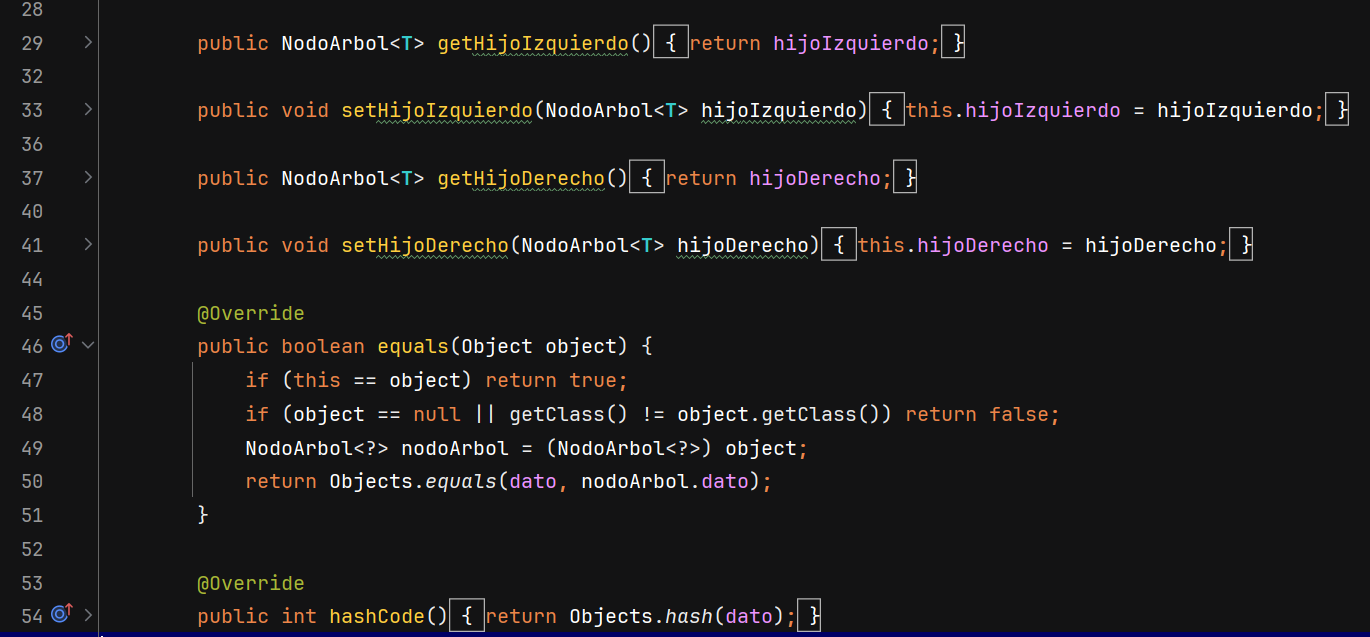 28
29 public NodoArbol<T> getHijoIzquierdo() { return hijoIzquierdo; }
32
33 public void setHijoIzquierdo(NodoArbol<T> hijoIzquierdo) { this.hijoIzquierdo = hijoIzquierdo; }
36
37 public NodoArbol<T> getHijoDerecho() { return hijoDerecho; }
40
41 public void setHijoDerecho(NodoArbol<T> hijoDerecho) { this.hijoDerecho = hijoDerecho; }
44
45 @Override
46 public boolean equals(Object object) {
47 if (this == object) return true;
48 if (object == null || getClass() != object.getClass()) return false;
49 NodoArbol<?> nodoArbol = (NodoArbol<?>) object;
50 return Objects.equals(dato, nodoArbol.dato);
51 }
52
53 @Override
54 public int hashCode() { return Objects.hash(dato); }